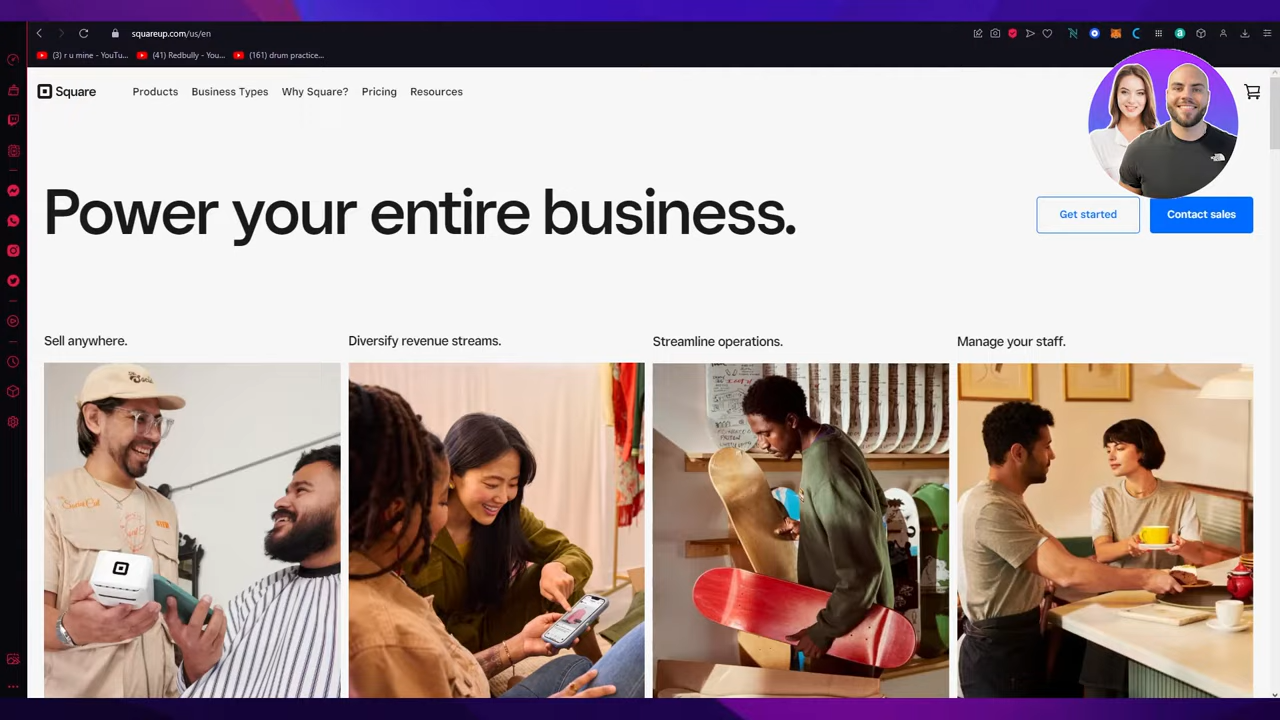 squareup.com/us/en
(3) r u mine - YouTu...
(41) Redbully - You...
(161) drum practice...
Square
Products
Business Types
Why Square?
Pricing
Resources
Power your entire business.
Get started
Contact sales
Sell anywhere.
Diversify revenue streams.
Streamline operations.
Manage your staff.